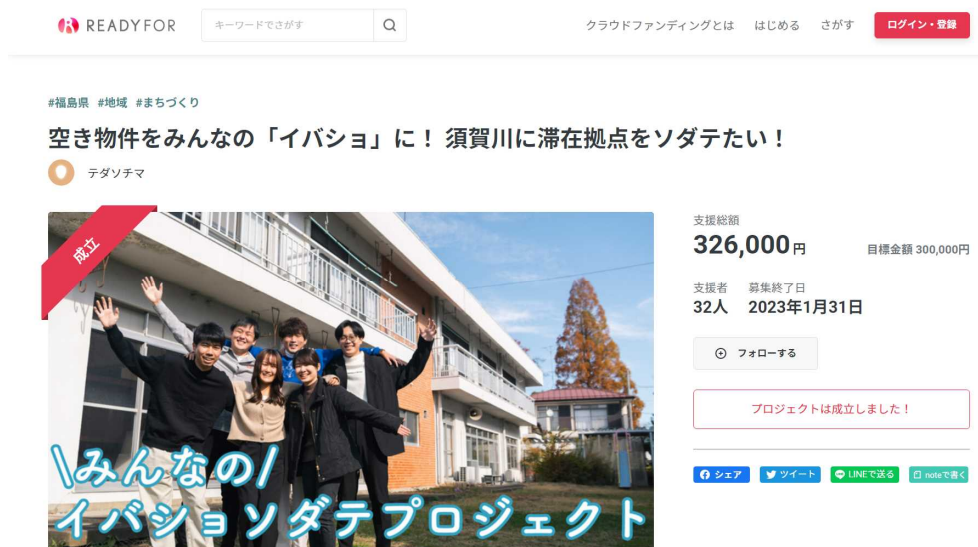 READYFOR
キーワードでさがす
クラウドファンディングとは はじめる さがす ログイン・登録
#福島県 #地域 #まちづくり
空き物件をみんなの「イバショ」に！ 須賀川に滞在拠点をソダテたい！
テダソチマ
成立
\みんなの/
イバショソダテプロジェクト
支援総額
326,000円 目標金額 300,000円
支援者 募集終了日
32人 2023年1月31日
フォローする
プロジェクトは成立しました！
シェア ツイート LINEで送る noteで書く